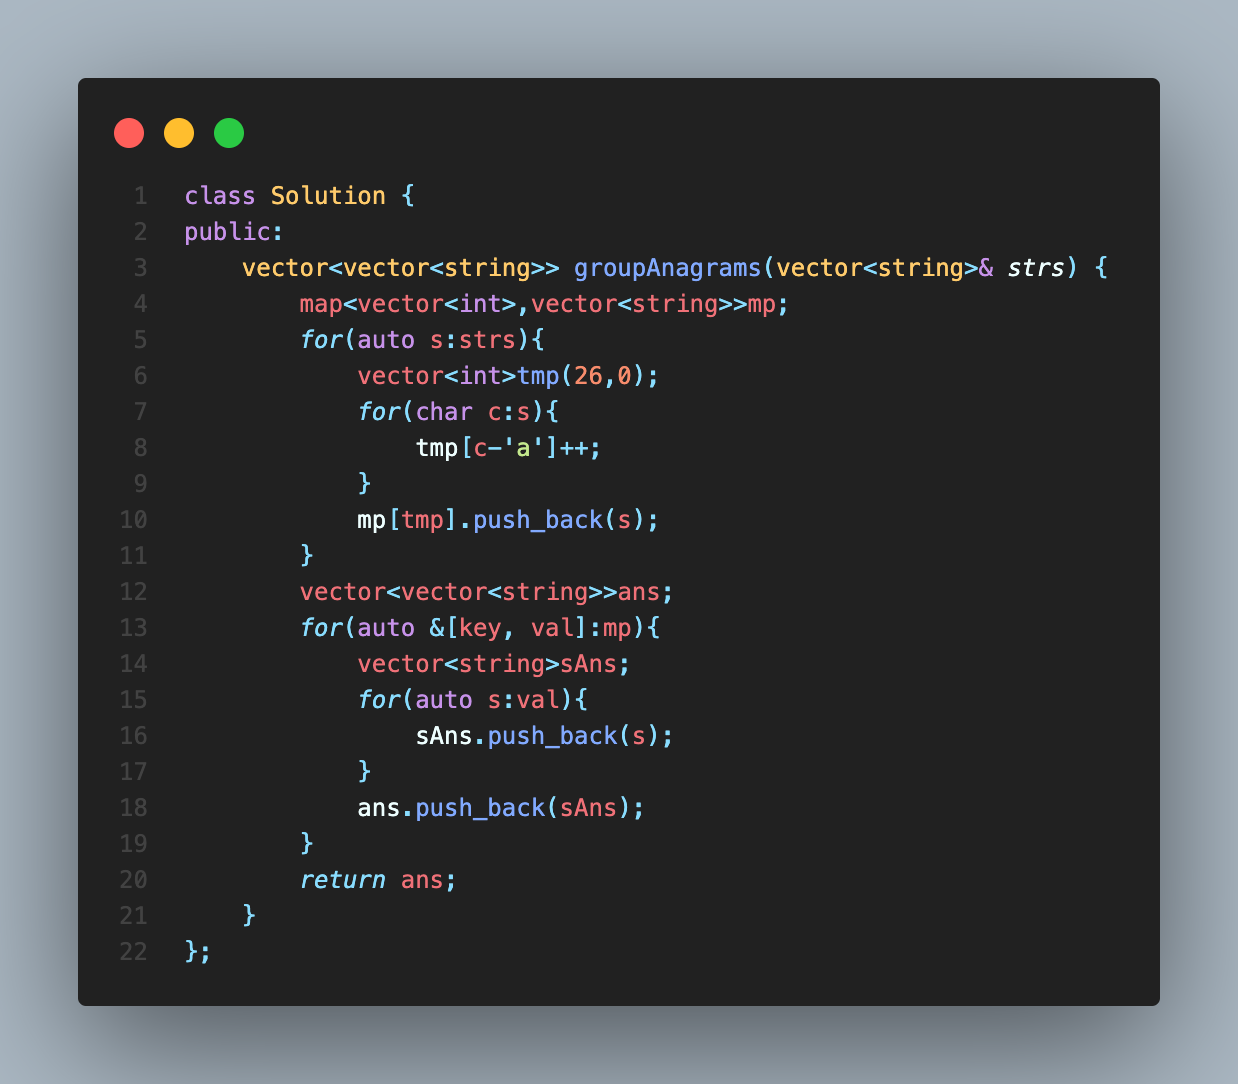 1 class Solution {
2 public:
3     vector<vector<string>> groupAnagrams(vector<string>& strs) {
4         map<vector<int>,vector<string>>mp;
5         for(auto s:strs){
6             vector<int>tmp(26,0);
7             for(char c:s){
8                 tmp[c-'a']++;
9             }
10             mp[tmp].push_back(s);
11         }
12         vector<vector<string>>ans;
13         for(auto &[key, val]:mp){
14             vector<string>sAns;
15             for(auto s:val){
16                 sAns.push_back(s);
17             }
18             ans.push_back(sAns);
19         }
20         return ans;
21     }
22 };